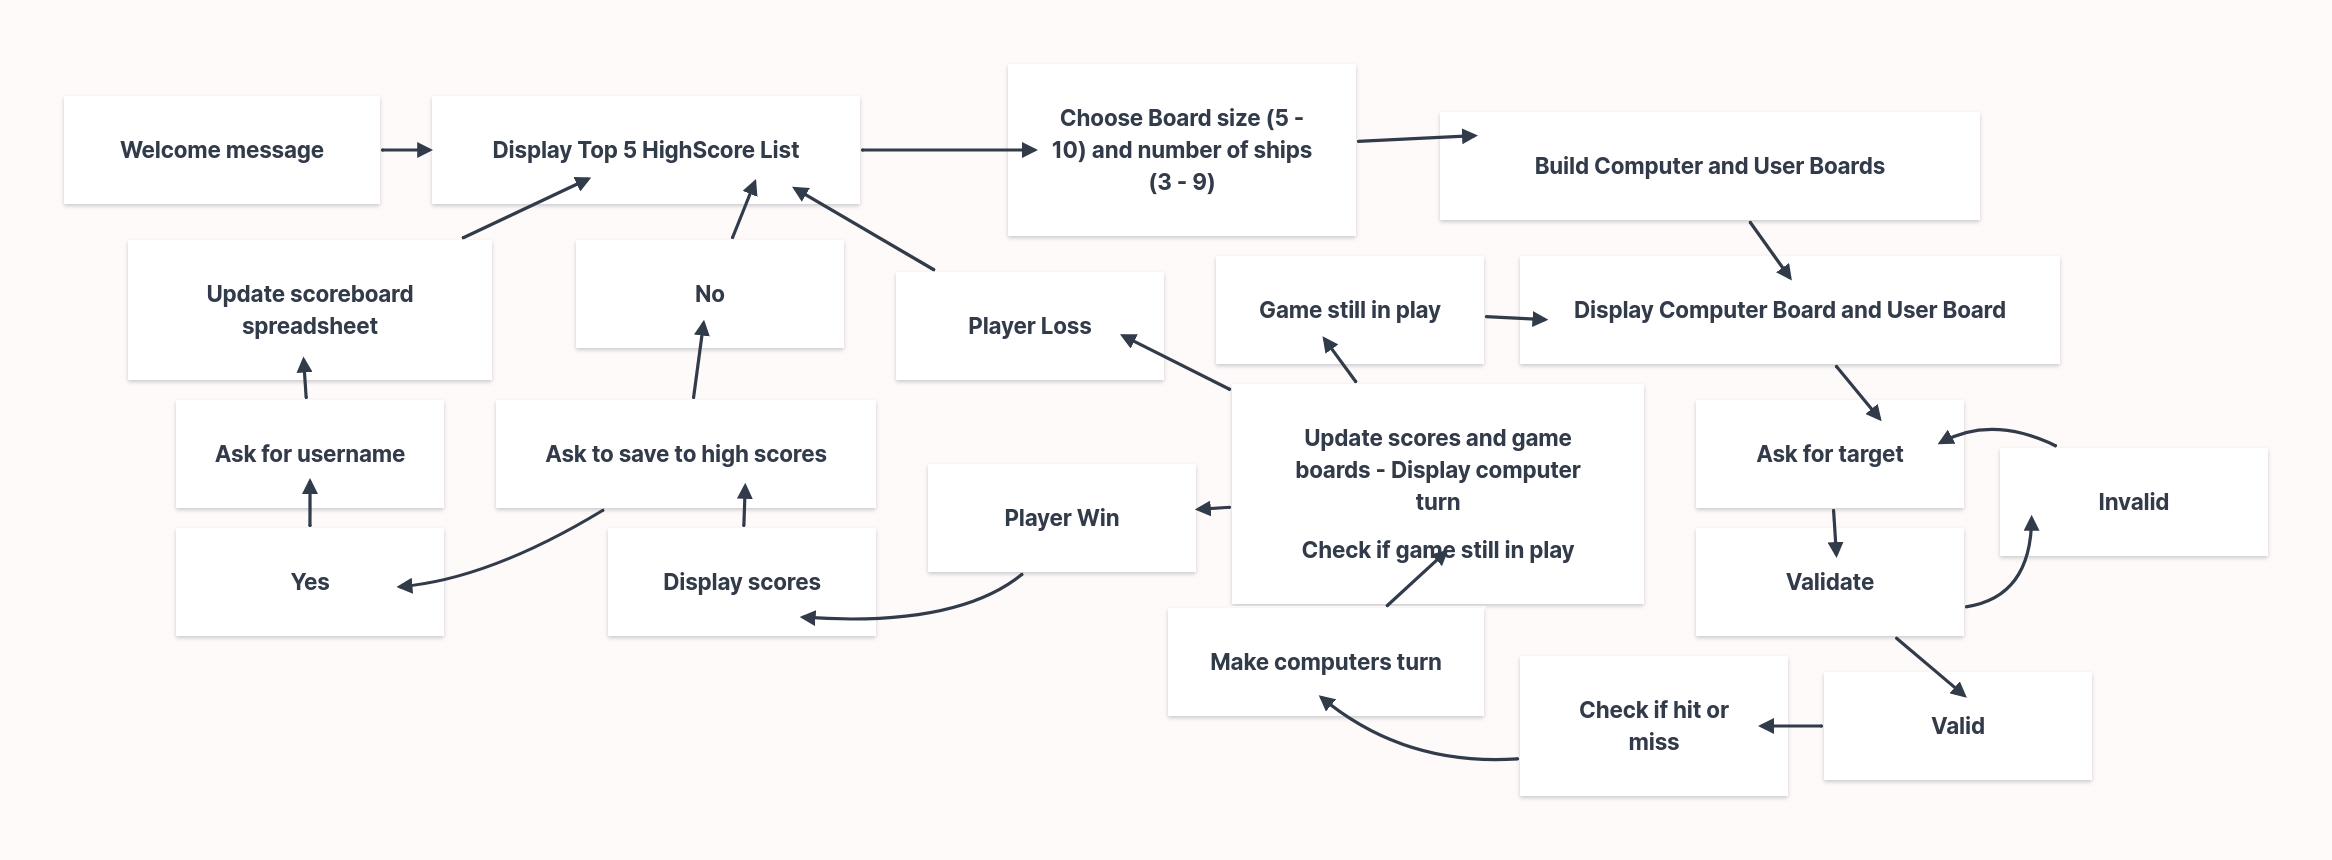 Welcome message
Display Top 5 HighScore List
Choose Board size (5 -
10) and number of ships
(3 - 9)
Build Computer and User Boards
Update scoreboard
spreadsheet
No
Player Loss
Game still in play
Display Computer Board and User Board
Ask for username
Ask to save to high scores
Player Win
Update scores and game
boards - Display computer
turn
Check if game still in play
Ask for target
Invalid
Yes
Display scores
Validate
Make computers turn
Check if hit or
miss
Valid